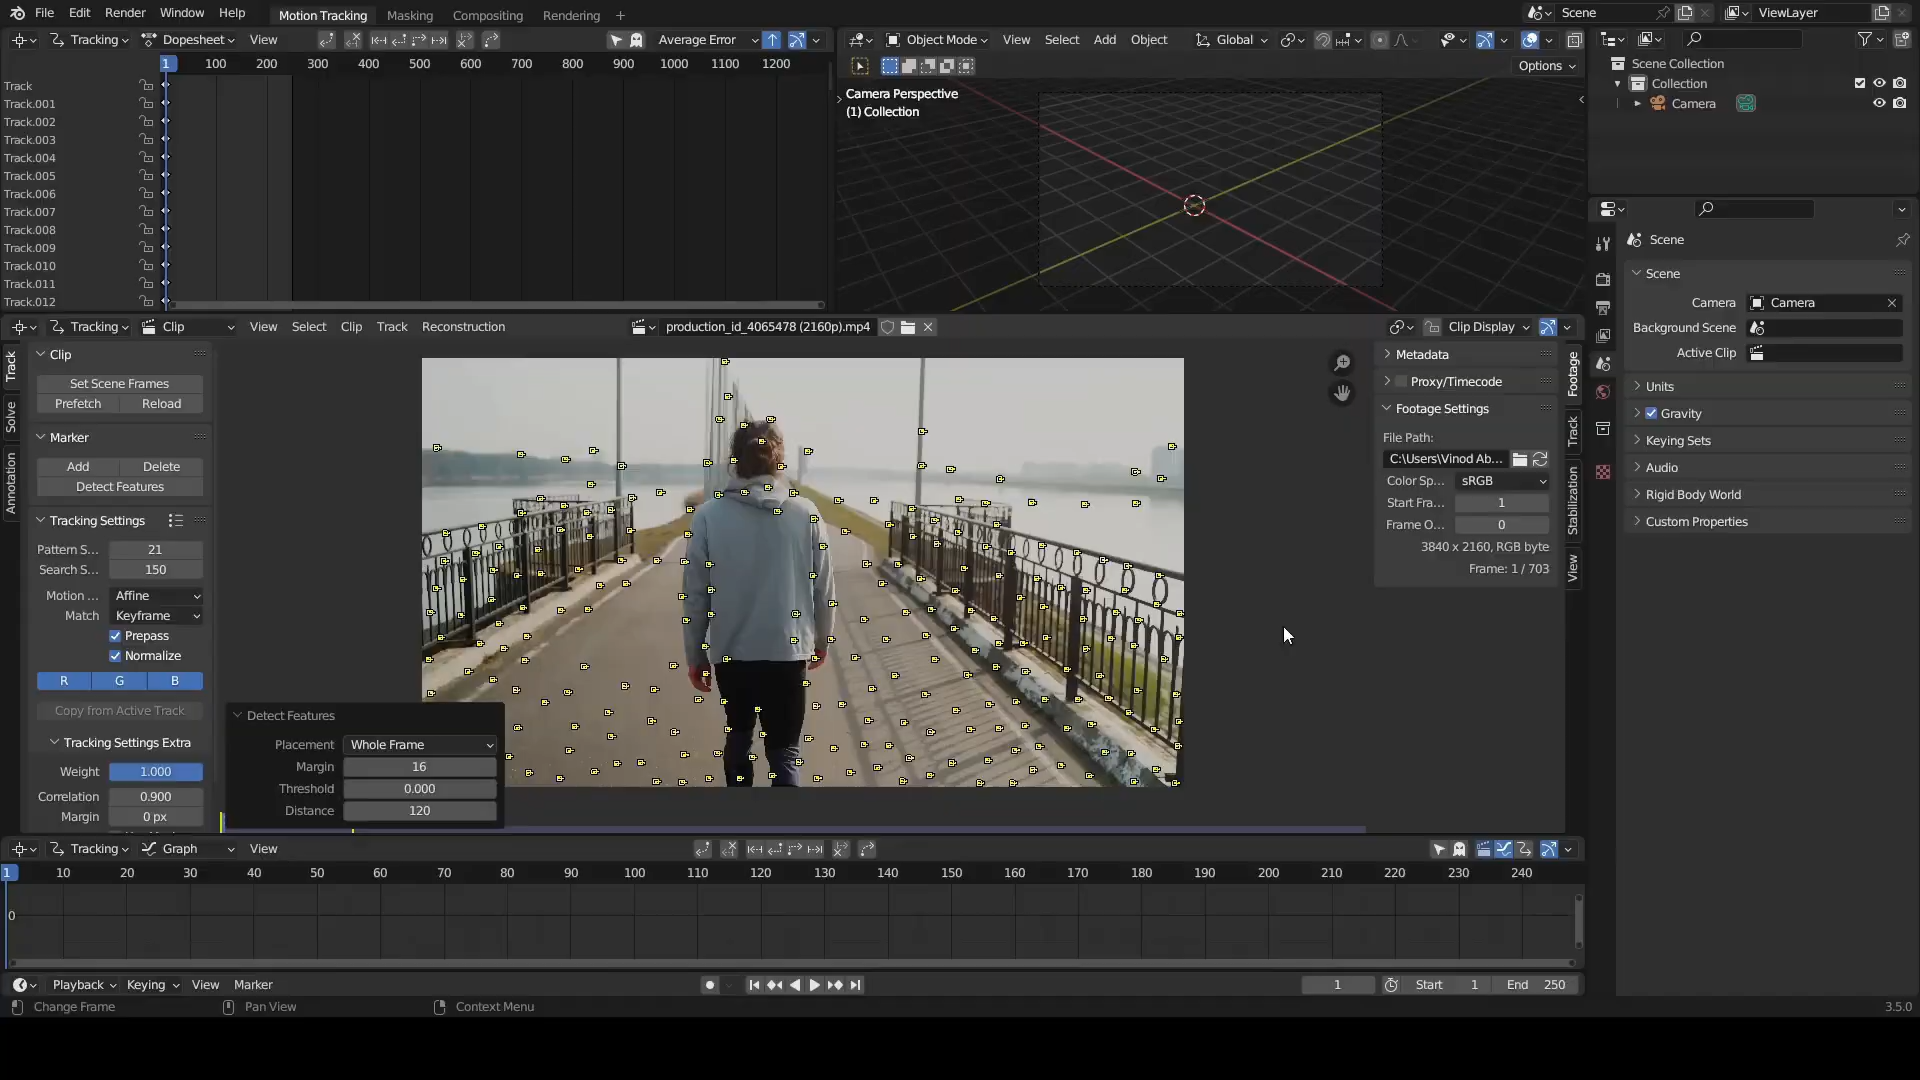 File Edit Render Window Help Motion Tracking Masking Compositing Rendering + Scene ViewLayer
Tracking Dopesheet View Average Error
1 100 200 300 400 500 600 700 800 900 1000 1100 1200
Track
Track.001
Track.002
Track.003
Track.004
Track.005
Track.006
Track.007
Track.008
Track.009
Track.010
Track.011
Track.012
Object Mode View Select Add Object Global
Options
Camera Perspective
(1) Collection
Scene Collection
Collection
Camera
Scene
Scene
Camera Camera
Background Scene
Active Clip
Units
Gravity
Keying Sets
Audio
Rigid Body World
Custom Properties
Tracking Clip View Select Clip Track Reconstruction production_id_4065478 (2160p).mp4 Clip Display
Track
Solve
Annotation
Clip
Set Scene Frames
Prefetch Reload
Marker
Add Delete
Detect Features
Tracking Settings
Pattern S... 21
Search S... 150
Motion ... Affine
Match Keyframe
Prepass
Normalize
R G B
Copy from Active Track
Tracking Settings Extra
Weight 1.000
Correlation 0.900
Margin 0 px
Detect Features
Placement Whole Frame
Margin 16
Threshold 0.000
Distance 120
Metadata
Proxy/Timecode
Footage Settings
File Path:
C:\Users\Vinod Ab...
Color Sp... sRGB
Start Fra... 1
Frame O... 0
3840 x 2160, RGB byte
Frame: 1 / 703
Footage
Track
Stabilization
View
Tracking Graph View
1 10 20 30 40 50 60 70 80 90 100 110 120 130 140 150 160 170 180 190 200 210 220 230 240
0
Playback Keying View Marker 1 Start 1 End 250
Change Frame Pan View Context Menu 3.5.0